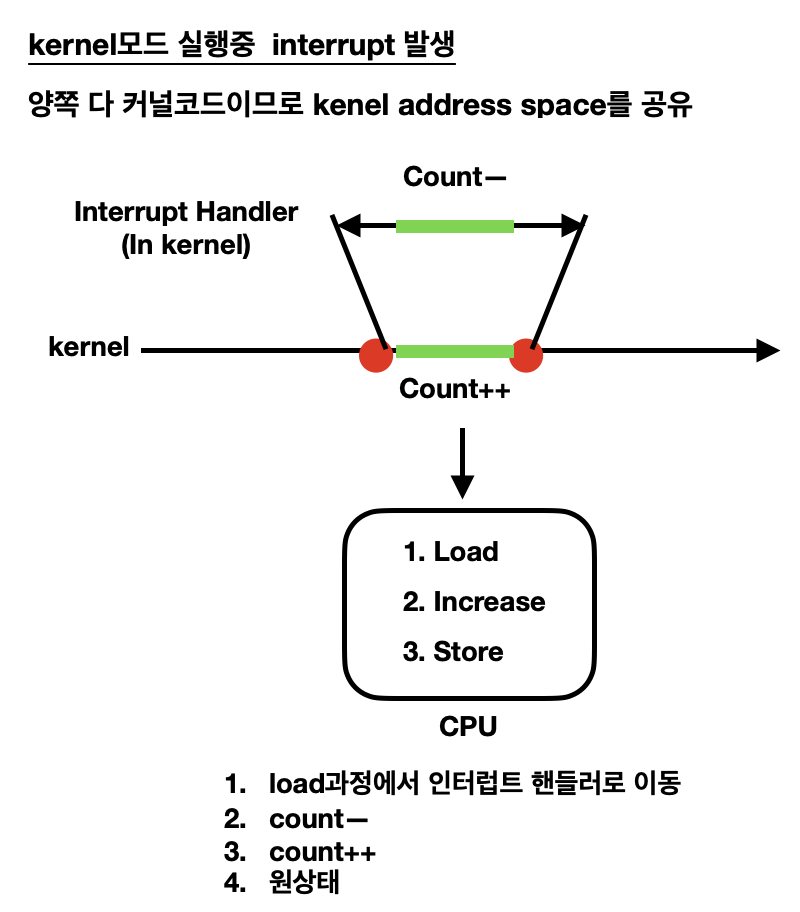 kernel모드 실행중 interrupt 발생
양쪽 다 커널코드이므로 kenel address space를 공유
Count—
Interrupt Handler
(In kernel)
kernel
Count++
1. Load
2. Increase
3. Store
CPU
1. load과정에서 인터럽트 핸들러로 이동
2. count—
3. count++
4. 원상태